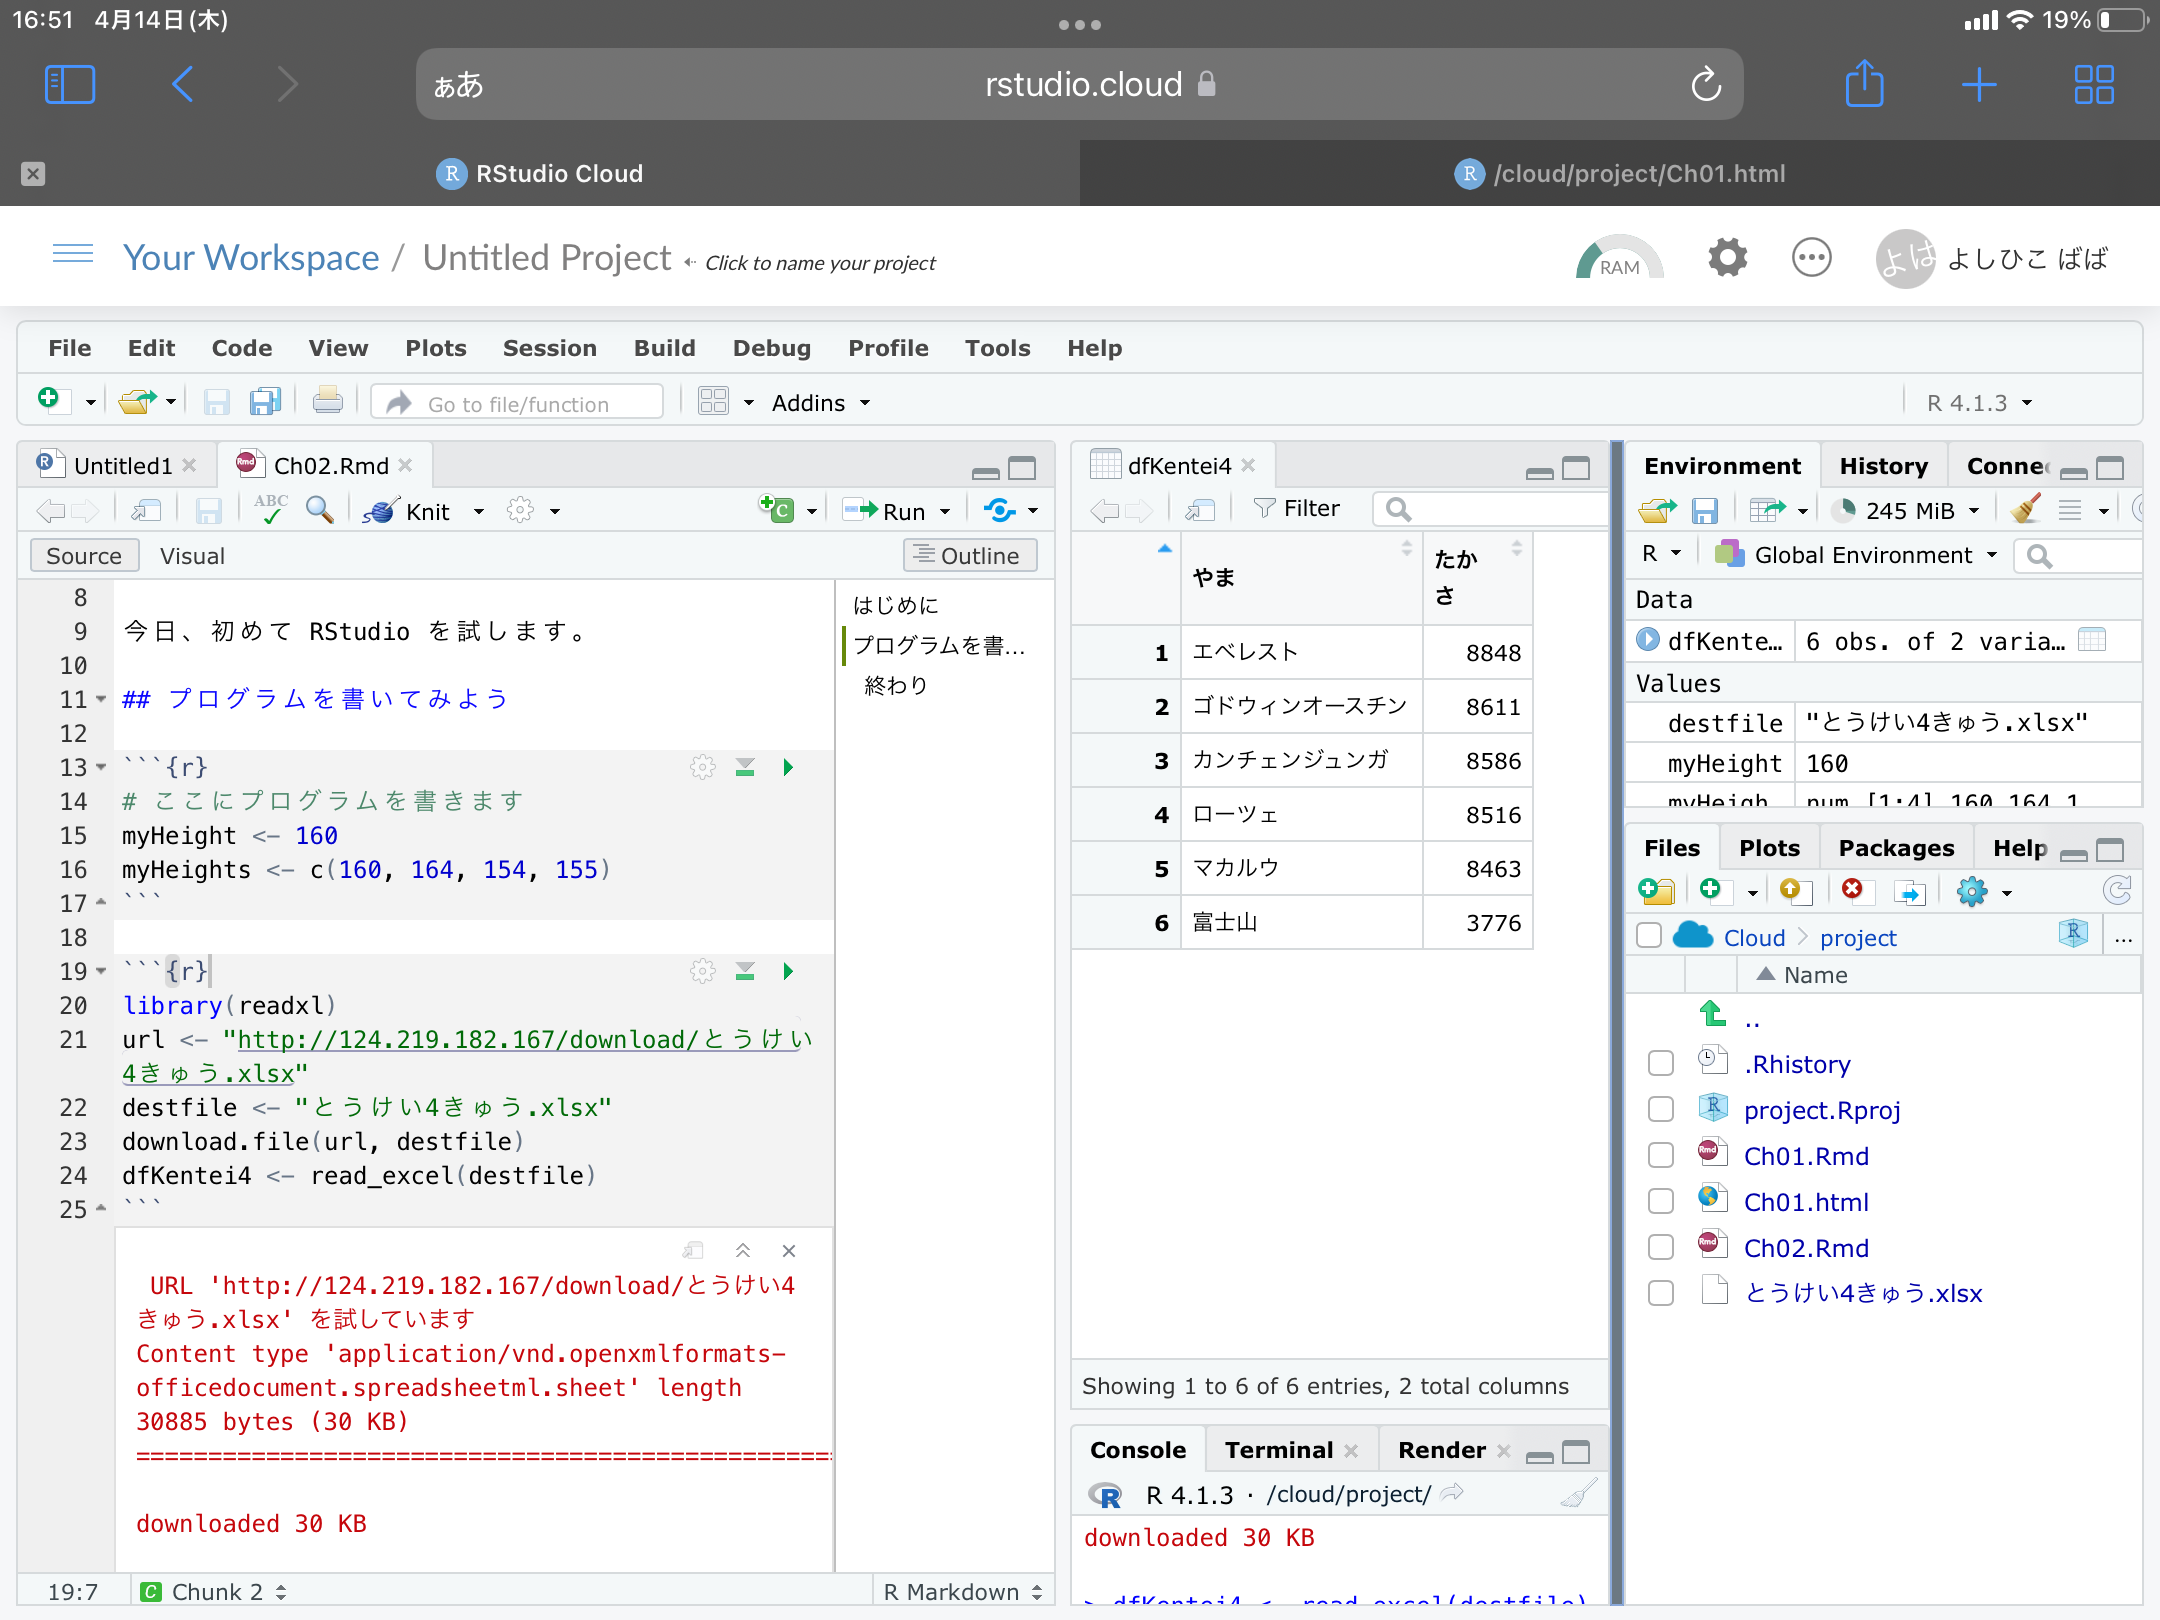 16:51 4月14日(木)
19%
ぁあ
rstudio.cloud
RStudio Cloud
/cloud/project/Ch01.html
Your Workspace / Untitled Project
Click to name your project
RAM
よは よしひこ ばば
File Edit Code View Plots Session Build Debug Profile Tools Help
Go to file/function
Addins
R 4.1.3
Untitled1
Ch02.Rmd
ABC
Knit
Run
Source Visual
Outline
8
9 今日、初めて RStudio を試します。
10
11 ## プログラムを書いてみよう
12
13 ```{r}
14 # ここにプログラムを書きます
15 myHeight <- 160
16 myHeights <- c(160, 164, 154, 155)
17 ```
18
19 ```{r}
20 library(readxl)
21 url <- "http://124.219.182.167/download/とうけい
4きゅう.xlsx"
22 destfile <- "とうけい4きゅう.xlsx"
23 download.file(url, destfile)
24 dfKentei4 <- read_excel(destfile)
25 ```
URL 'http://124.219.182.167/download/とうけい4
きゅう.xlsx' を試しています
Content type 'application/vnd.openxmlformats-
officedocument.spreadsheetml.sheet' length
30885 bytes (30 KB)
================================================
downloaded 30 KB
19:7
Chunk 2
R Markdown
はじめに
プログラムを書…
終わり
dfKentei4
Filter
やま たかさ
1 エベレスト 8848
2 ゴドウィンオースチン 8611
3 カンチェンジュンガ 8586
4 ローツェ 8516
5 マカルウ 8463
6 富士山 3776
Showing 1 to 6 of 6 entries, 2 total columns
Console Terminal Render
R 4.1.3 · /cloud/project/
downloaded 30 KB
> dfKentei4 <- read_excel(destfile)
Environment History Conne
245 MiB
R
Global Environment
Data
dfKente… 6 obs. of 2 varia…
Values
destfile "とうけい4きゅう.xlsx"
myHeight 160
myHeigh… num [1:4] 160 164 1…
Files Plots Packages Help
Cloud project
...
Name
..
.Rhistory
project.Rproj
Ch01.Rmd
Ch01.html
Ch02.Rmd
とうけい4きゅう.xlsx